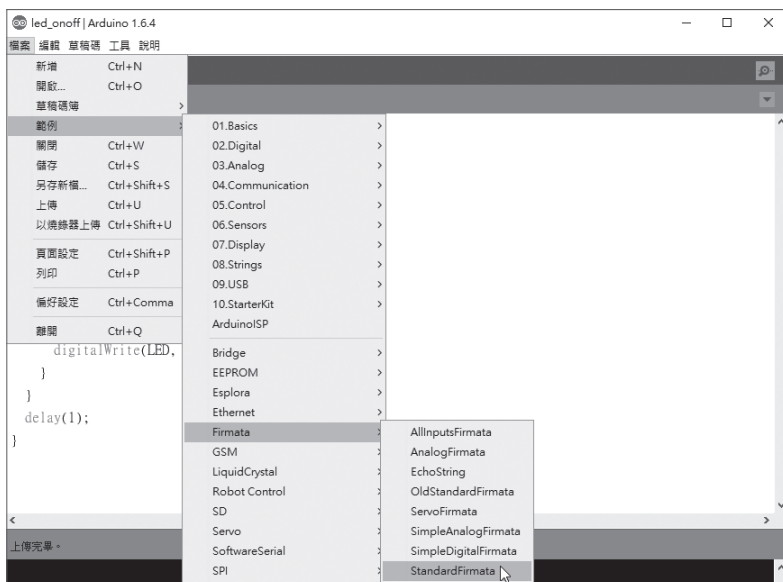 led_onoff | Arduino 1.6.4
檔案 編輯 草稿碼 工具 說明
新增 Ctrl+N
開啟... Ctrl+O
草稿碼簿
範例
關閉 Ctrl+W
儲存 Ctrl+S
另存新檔... Ctrl+Shift+S
上傳 Ctrl+U
以燒錄器上傳 Ctrl+Shift+U
頁面設定 Ctrl+Shift+P
列印 Ctrl+P
偏好設定 Ctrl+Comma
離開 Ctrl+Q
01.Basics
02.Digital
03.Analog
04.Communication
05.Control
06.Sensors
07.Display
08.Strings
09.USB
10.StarterKit
ArduinoISP
Bridge
EEPROM
Esplora
Ethernet
Firmata
GSM
LiquidCrystal
Robot Control
SD
Servo
SoftwareSerial
SPI
AllInputsFirmata
AnalogFirmata
EchoString
OldStandardFirmata
ServoFirmata
SimpleAnalogFirmata
SimpleDigitalFirmata
StandardFirmata
digitalWrite(LED,
}
}
delay(1);
}
上傳完畢。